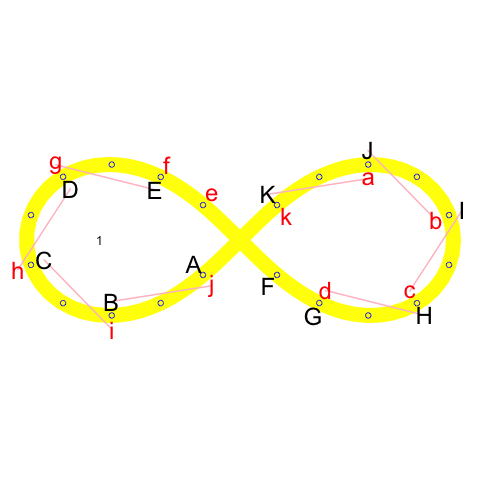 J
g f
a
D E K e I
k b
C A
h 1
F j
B d c
i G H